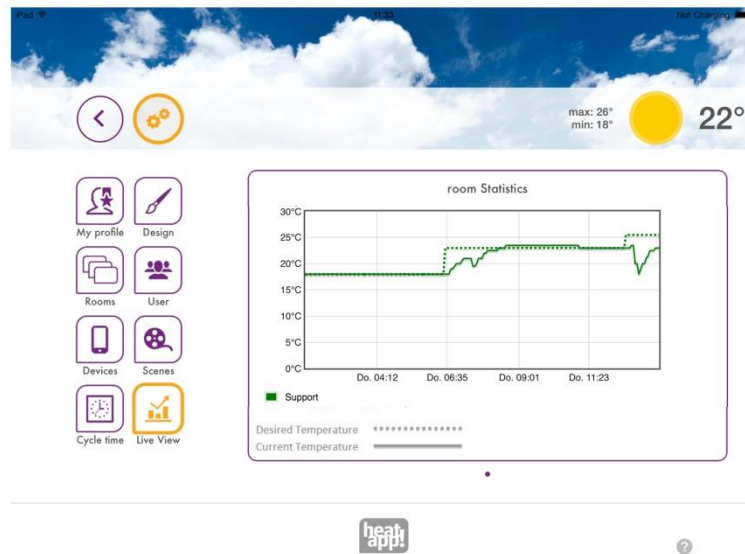 iPad 11:33 Not Charging
max: 26°
min: 18°
22°
My profile Design
Rooms User
Devices Scenes
Cycle time Live View
room Statistics
30°C
25°C
20°C
15°C
10°C
5°C
0°C
Do. 04:12 Do. 06:35 Do. 09:01 Do. 11:23
Support
Desired Temperature
Current Temperature
heat
app!
?